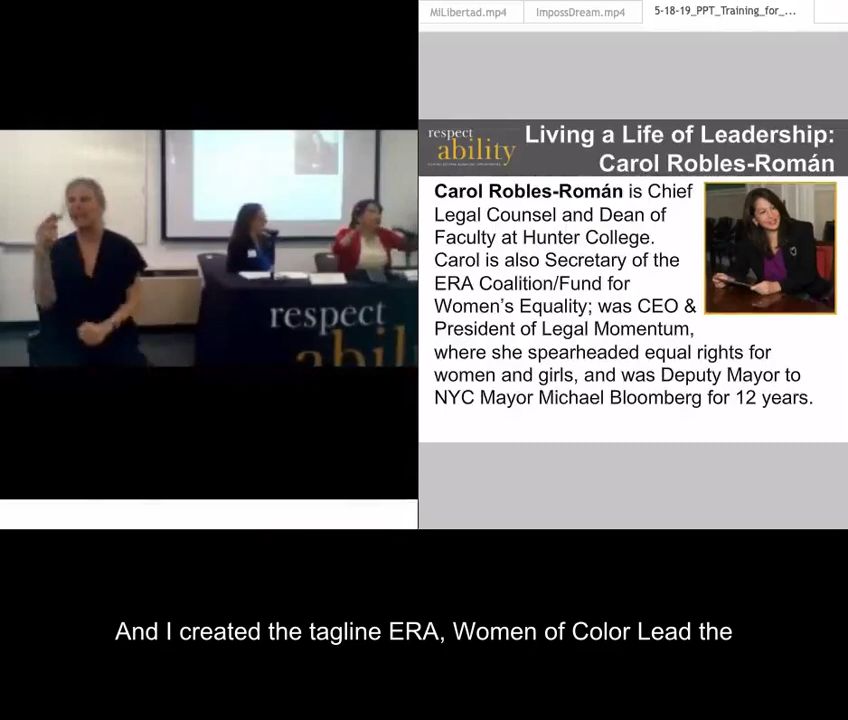 MiLibertad.mp4
ImpossDream.mp4
5-18-19_PPT_Training_for_...
respect
ability
Living a Life of Leadership:
Carol Robles-Román
Carol Robles-Román is Chief
Legal Counsel and Dean of
Faculty at Hunter College.
Carol is also Secretary of the
ERA Coalition/Fund for
Women's Equality; was CEO &
President of Legal Momentum,
where she spearheaded equal rights for
women and girls, and was Deputy Mayor to
NYC Mayor Michael Bloomberg for 12 years.
respect
abili
And I created the tagline ERA, Women of Color Lead the